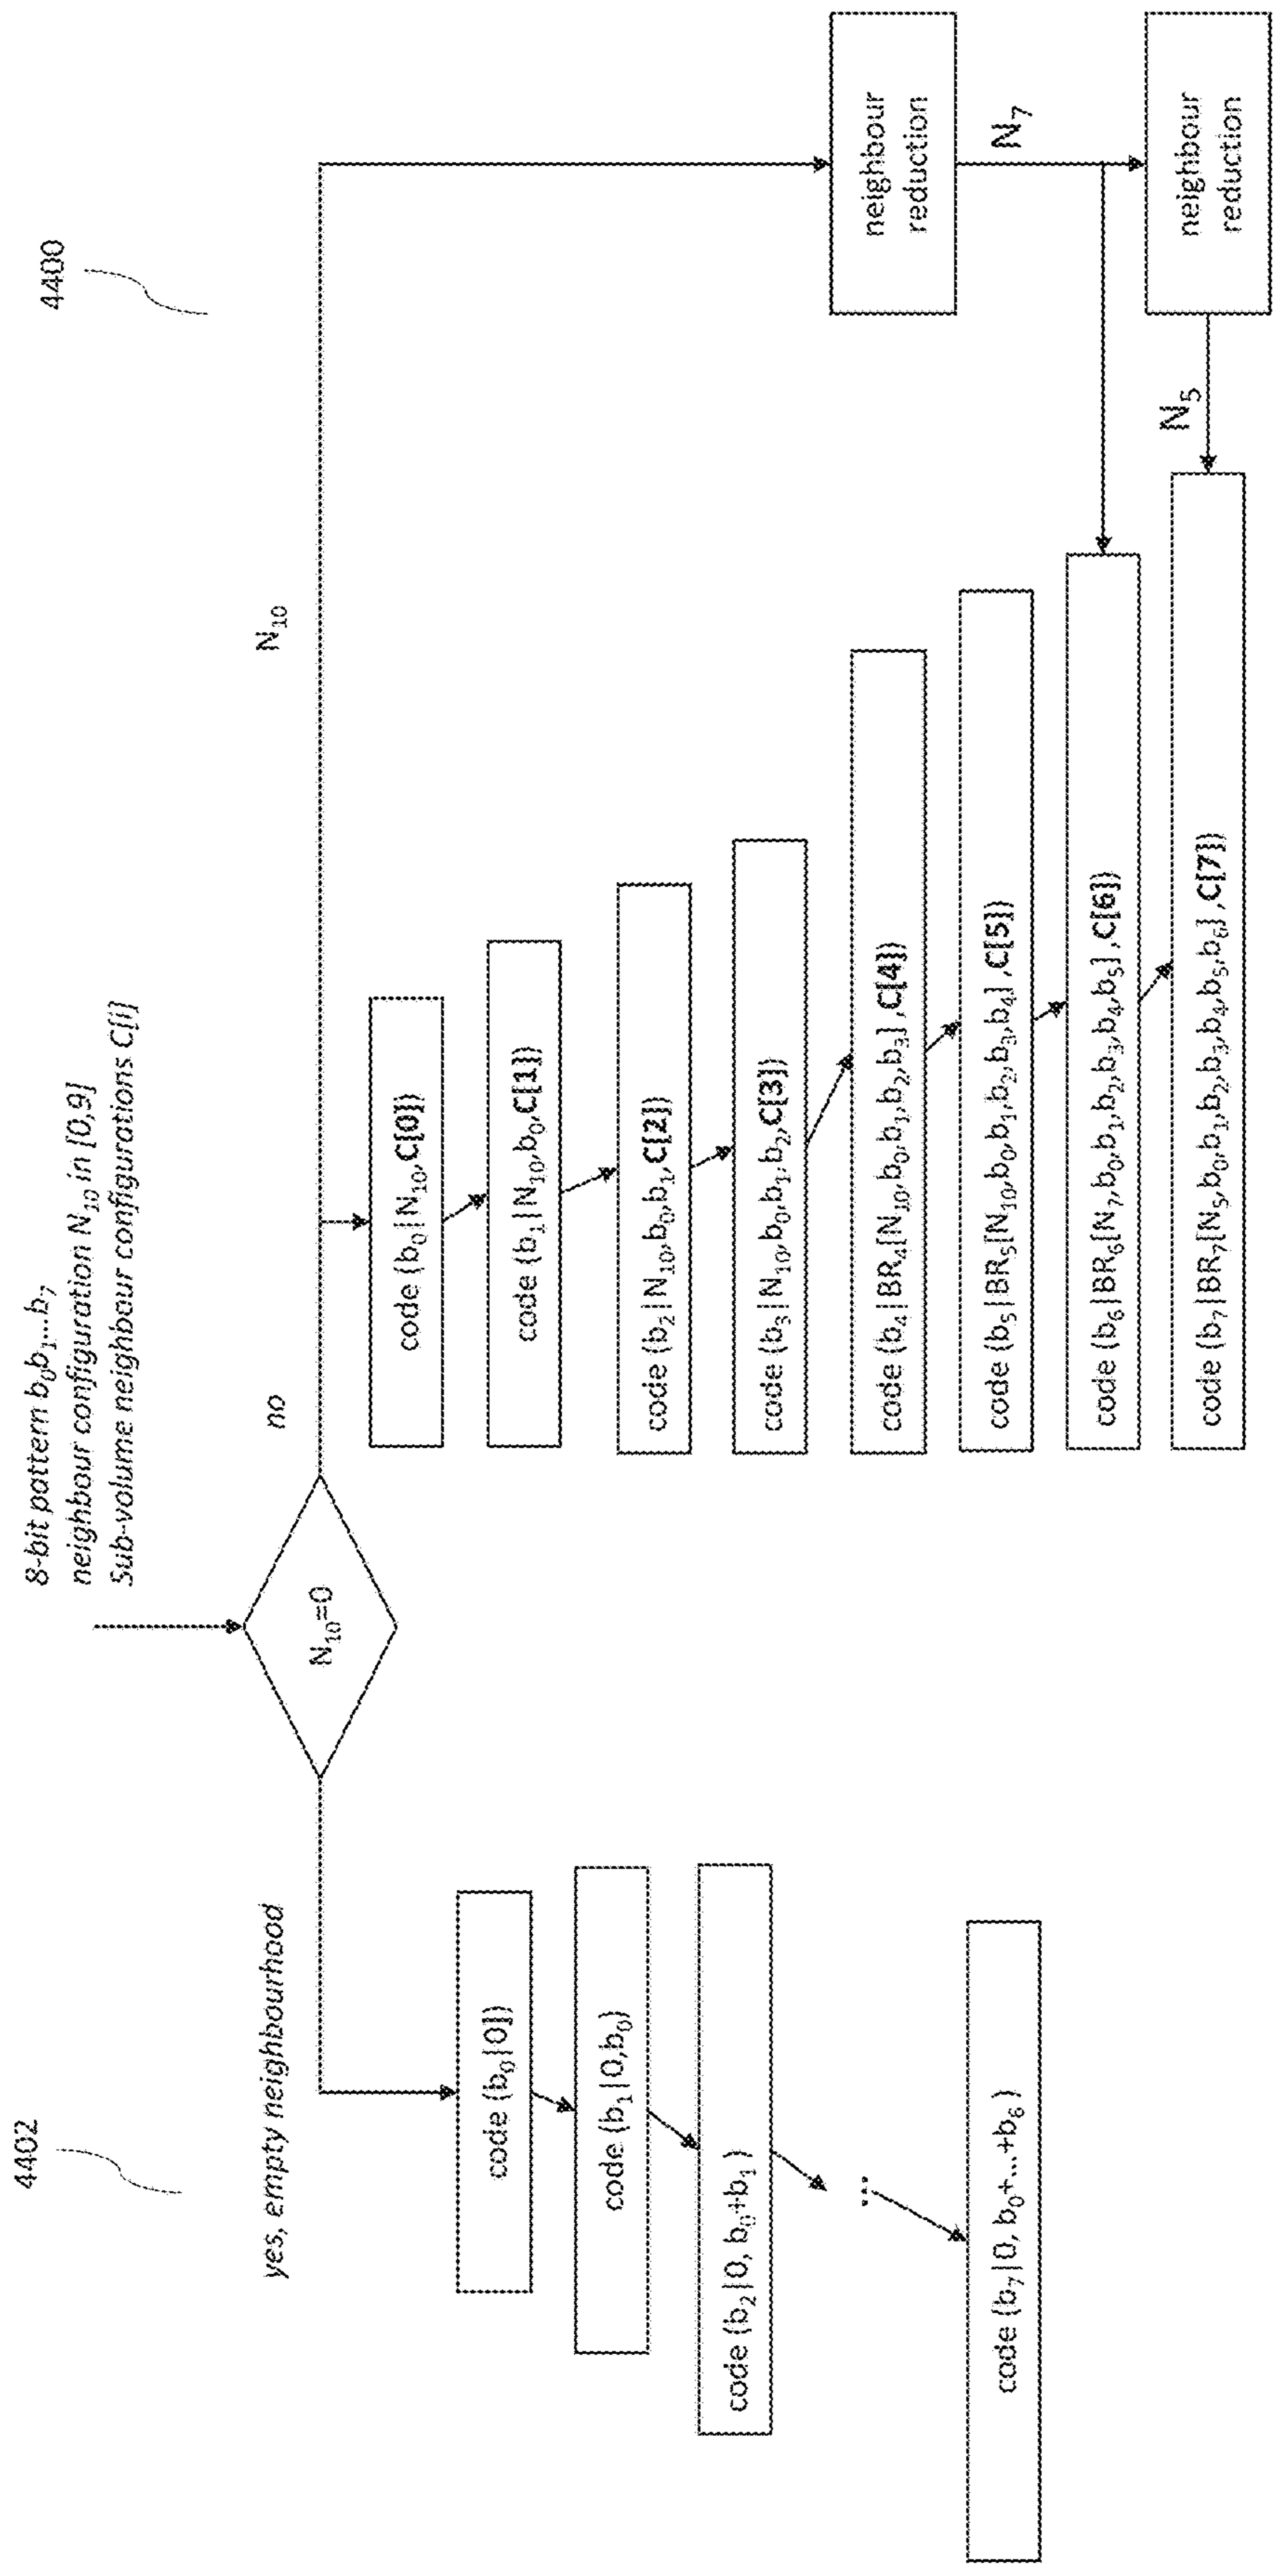 8-bit pattern b₀b₁...b₇
neighbour configuration N₁₀ in [0,9]
Sub-volume neighbour configurations C[i]
4402
4400
N₁₀=0
yes, empty neighbourhood
no
N₁₀
code (b₀|0])
code (b₁|0,b₀)
code (b₂|0, b₀+b₁ )
...
code (b₇|0, b₀+...+b₆ )
code (b₀|N₁₀,C[0])
code (b₁|N₁₀,b₀,C[1])
code (b₂|N₁₀,b₀,b₁,C[2])
code (b₃|N₁₀,b₀,b₁,b₂,C[3])
code (b₄|BR₄[N₁₀,b₀,b₁,b₂,b₃] ,C[4])
code (b₅|BR₅[N₁₀,b₀,b₁,b₂,b₃,b₄] ,C[5])
code (b₆|BR₆[N₇,b₀,b₁,b₂,b₃,b₄,b₅] ,C[6])
code (b₇|BR₇[N₅,b₀,b₁,b₂,b₃,b₄,b₅,b₆] ,C[7])
neighbour
reduction
N₇
neighbour
reduction
N₅